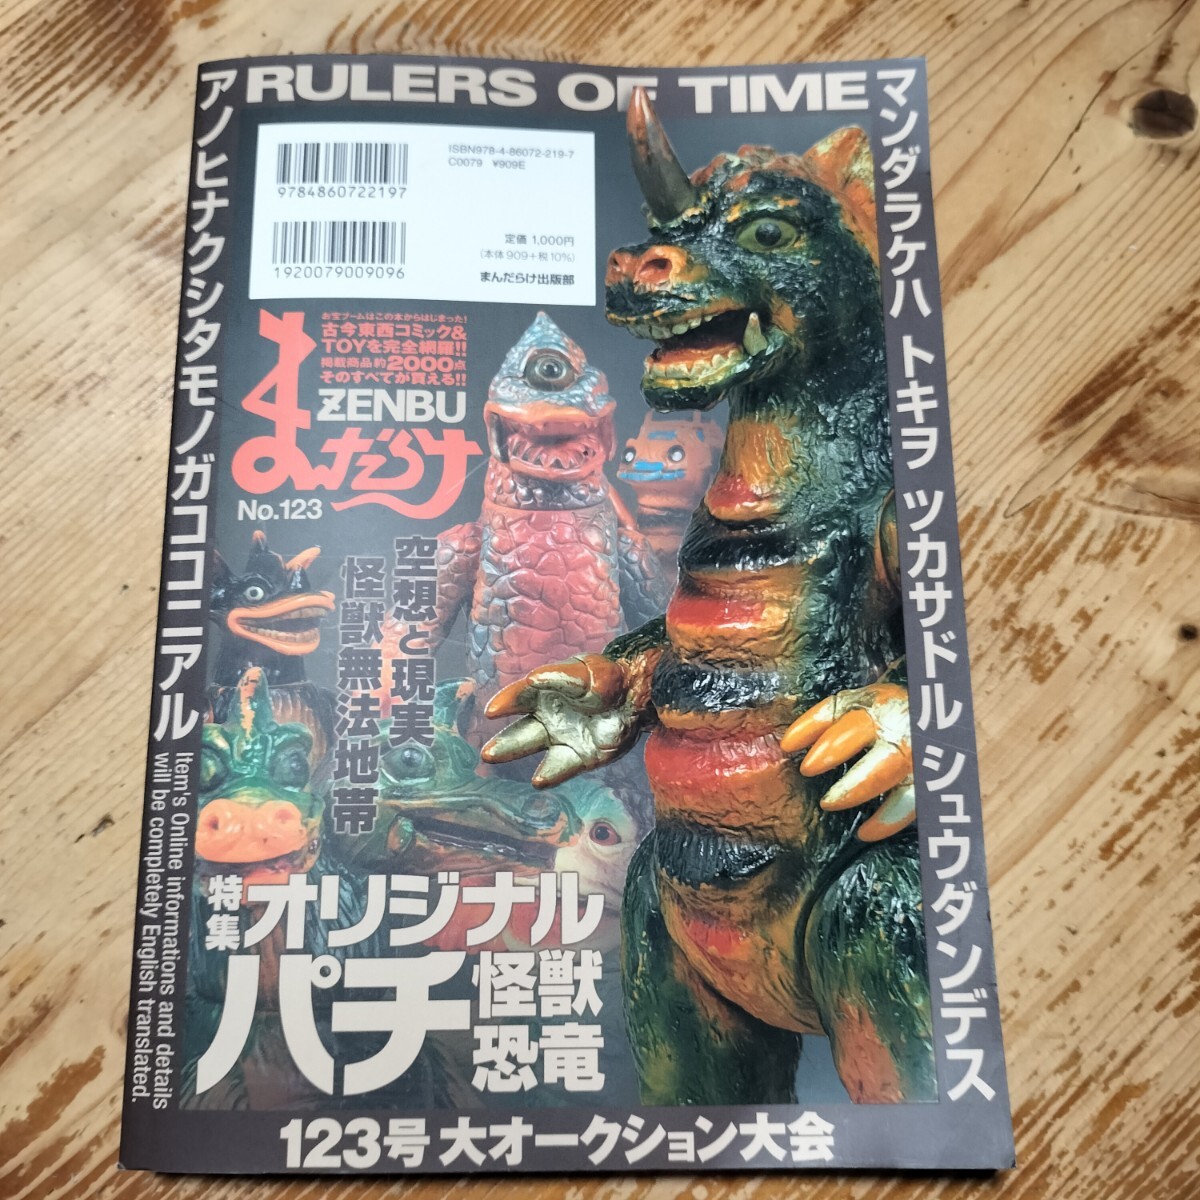 RULERS OF TIME
アノヒナクシタモノガココニアル
マンダラケハ トキヲ ツカサドル シュウダンデス
ISBN978-4-86072-219-7
C0079 ¥909E
9784860722197
1920079009096
定価 1,000円
(本体909+税10%)
まんだらけ出版部
お宝ブームはこの本からはじまった!
古今東西コミック&
TOYを完全網羅!!
掲載商品約2000点
そのすべてが買える!!
ZENBU
まんだらけ
No.123
空想と現実
怪獣無法地帯
特集
オリジナル
パチ
怪獣
恐竜
Item's Online informations and details
will be completely English translated.
123号 大オークション大会